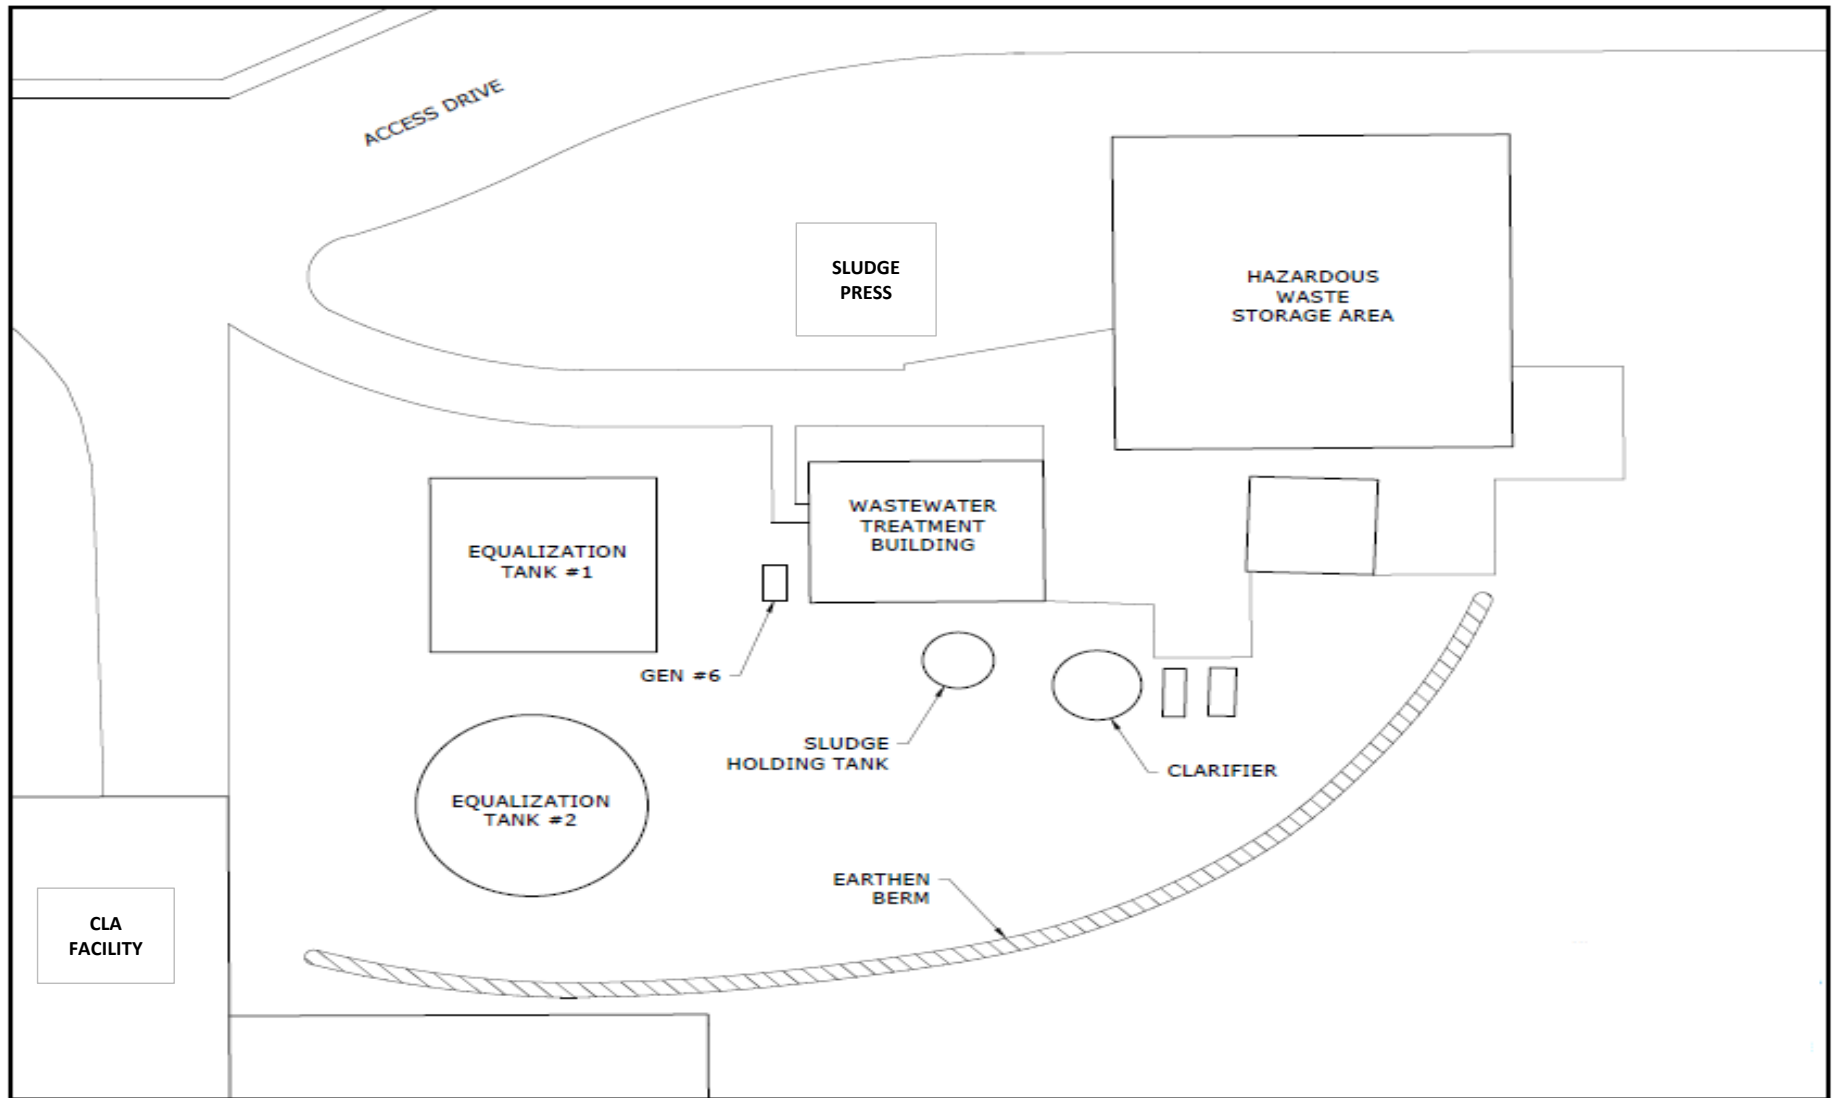 ACCESS DRIVE
SLUDGE
PRESS
HAZARDOUS
WASTE
STORAGE AREA
WASTEWATER
TREATMENT
BUILDING
EQUALIZATION
TANK #1
GEN #6
SLUDGE
HOLDING TANK
CLARIFIER
EQUALIZATION
TANK #2
EARTHEN
BERM
CLA
FACILITY